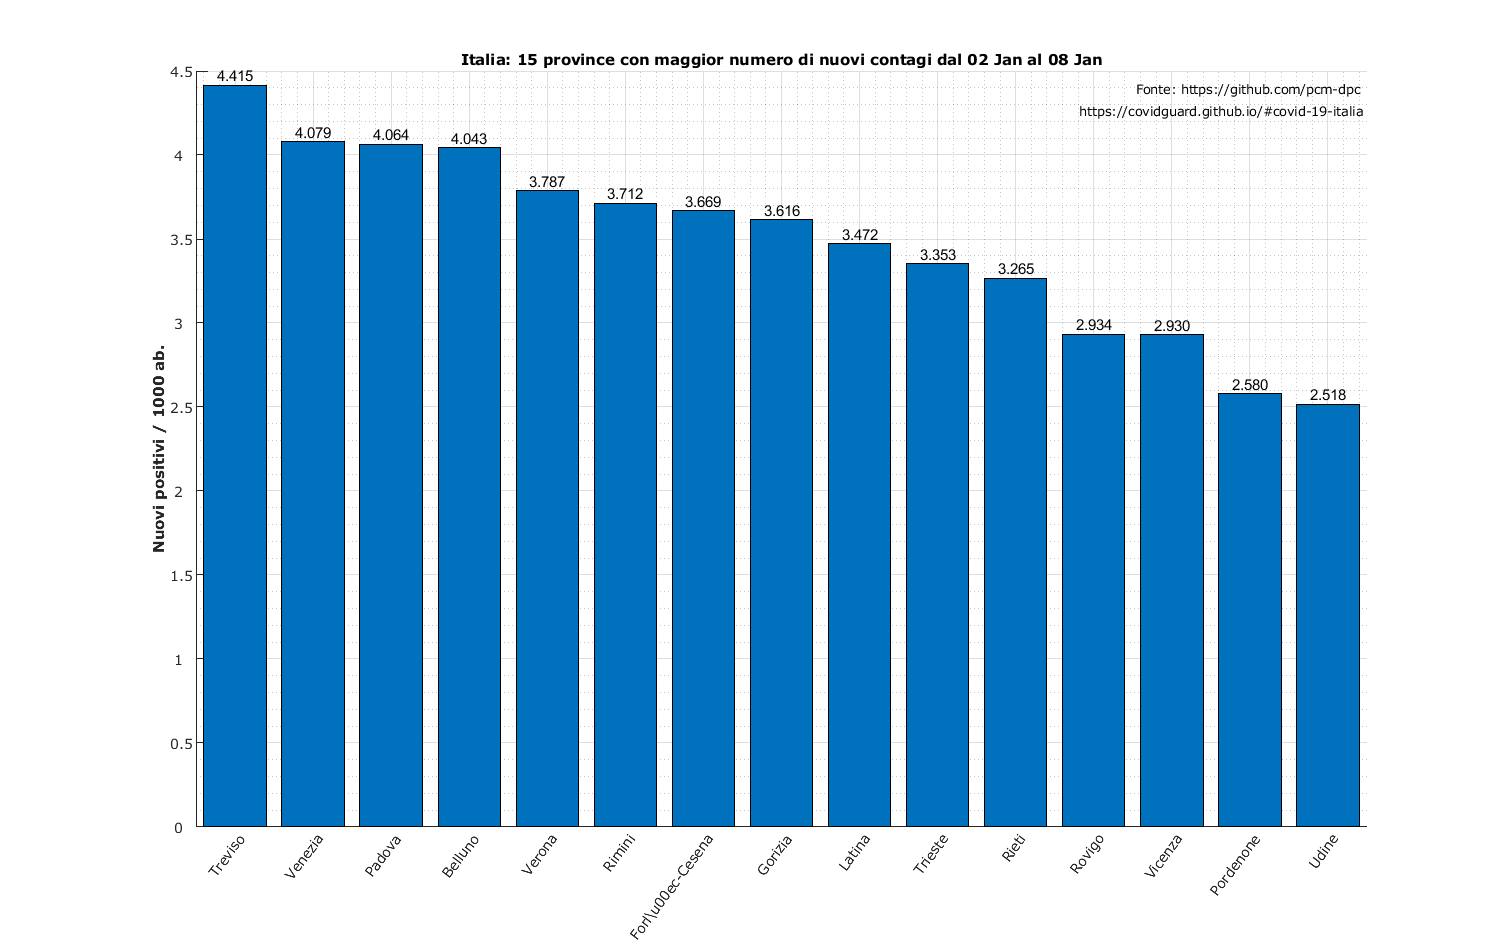 Italia: 15 province con maggior numero di nuovi contagi dal 02 Jan al 08 Jan
Fonte: https://github.com/pcm-dpc
https://covidguard.github.io/#covid-19-italia
Nuovi positivi / 1000 ab.
4.5
4
3.5
3
2.5
2
1.5
1
0.5
0
4.415
4.079
4.064
4.043
3.787
3.712
3.669
3.616
3.472
3.353
3.265
2.934
2.930
2.580
2.518
Treviso
Venezia
Padova
Belluno
Verona
Rimini
Forl\u00ec-Cesena
Gorizia
Latina
Trieste
Rieti
Rovigo
Vicenza
Pordenone
Udine